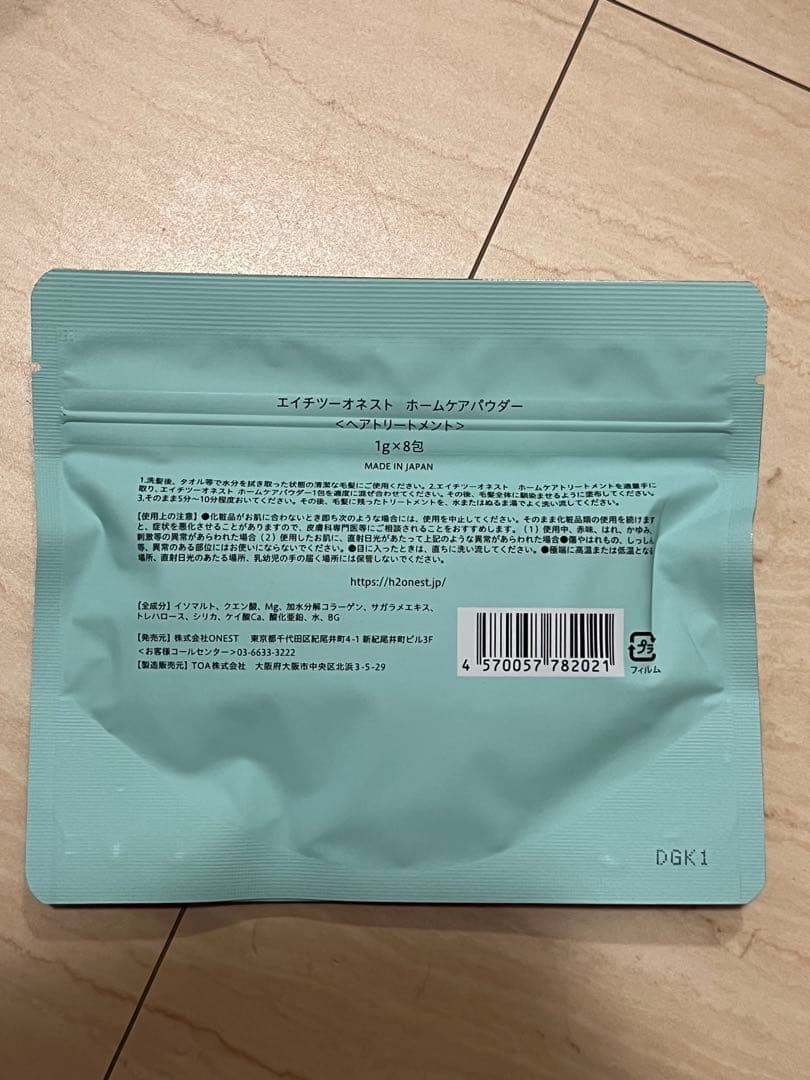 エイチツーオネスト ホームケアパウダー
<ヘアトリートメント>
1g×8包
MADE IN JAPAN
1.洗髪後、タオル等で水分を拭き取った状態の清潔な毛髪にご使用ください。2.エイチツーオネスト ホームケアトリートメントを適量手に
取り、エイチツーオネスト ホームケアパウダー1包を適度に混ぜ合わせてください。その後、毛髪全体に馴染ませるように塗布してください。
3.そのまま5分〜10分程度おいてください。その後、毛髪に残ったトリートメントを、水またはぬるま湯でよく洗い流してください。
【使用上の注意】●化粧品がお肌に合わないとき即ち次のような場合には、使用を中止してください。そのまま化粧品類の使用を続けます
と、症状を悪化させることがありますので、皮膚科専門医等にご相談されることをおすすめします。(1)使用中、赤味、はれ、かゆみ、
刺激等の異常があらわれた場合(2)使用したお肌に、直射日光があたって上記のような異常があらわれた場合●傷やはれもの、しっしん
等、異常のある部位にはお使いにならないでください。●目に入ったときは、直ちに洗い流してください。●極端に高温または低温となる
場所、直射日光のあたる場所、乳幼児の手の届く場所には保管しないでください。
https://h2onest.jp/
【全成分】イソマルト、クエン酸、Mg、加水分解コラーゲン、サガラメエキス、
トレハロース、シリカ、ケイ酸Ca、酸化亜鉛、水、BG
【発売元】株式会社ONEST 東京都千代田区紀尾井町4-1 新紀尾井町ビル3F
<お客様コールセンター>03-6633-3222
【製造販売元】TOA株式会社 大阪府大阪市中央区北浜3-5-29
4 570057 782021
プラ
フィルム
DGK1